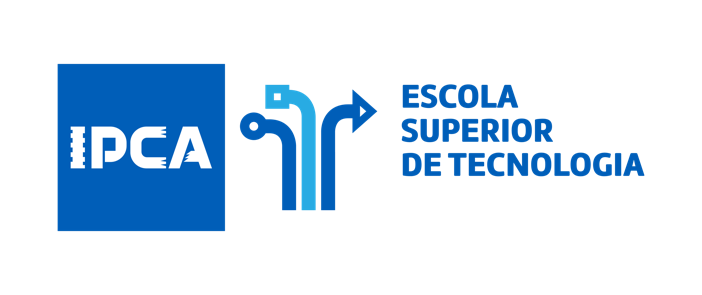 IPCA
ESCOLA
SUPERIOR
DE TECNOLOGIA